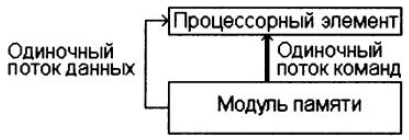 Процессорный элемент
Одиночный
поток данных
Одиночный
поток команд
Модуль памяти